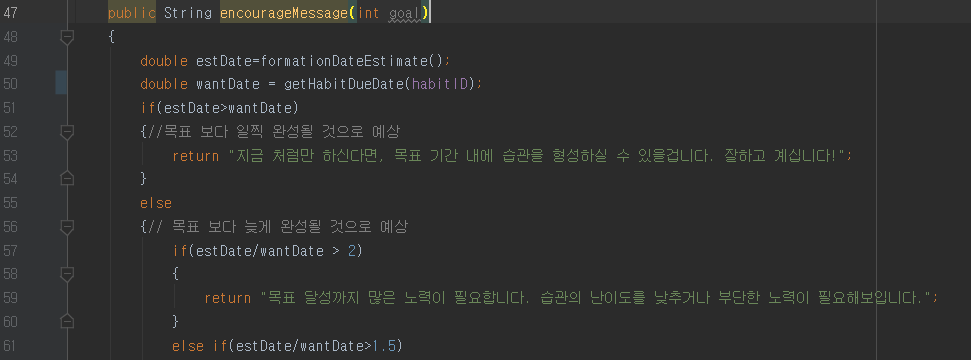 47 public String encourageMessage(int goal)
48 {
49 double estDate=formationDateEstimate();
50 double wantDate = getHabitDueDate(habitID);
51 if(estDate>wantDate)
52 {//목표 보다 일찍 완성될 것으로 예상
53 return "지금 처럼만 하신다면, 목표 기간 내에 습관을 형성하실 수 있을겁니다. 잘하고 계십니다!";
54 }
55 else
56 {// 목표 보다 늦게 완성될 것으로 예상
57 if(estDate/wantDate > 2)
58 {
59 return "목표 달성까지 많은 노력이 필요합니다. 습관의 난이도를 낮추거나 부단한 노력이 필요해보입니다.";
60 }
61 else if(estDate/wantDate>1.5)